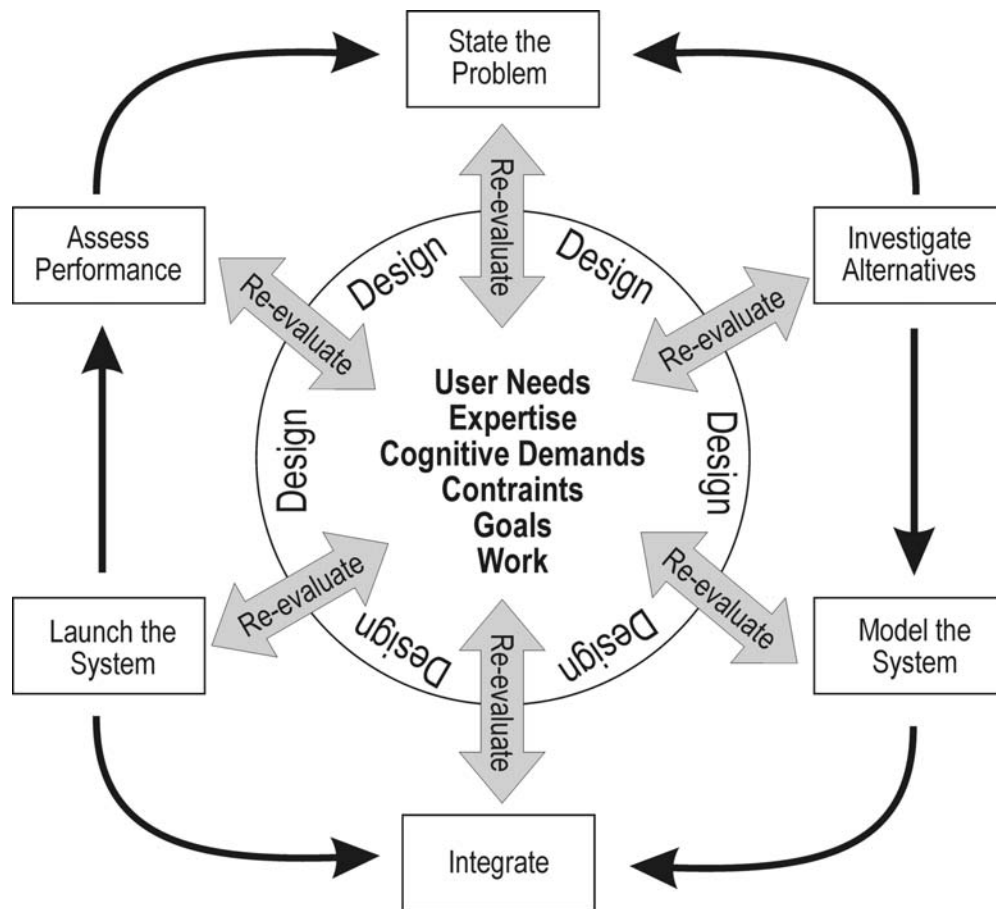 State the
Problem
Re-evaluate
Assess
Performance
Design
Design
Investigate
Alternatives
Re-evaluate
Re-evaluate
User Needs
Expertise
Cognitive Demands
Contraints
Goals
Work
Design
Design
Re-evaluate
Re-evaluate
Launch the
System
Design
Design
Model the
System
Re-evaluate
Integrate